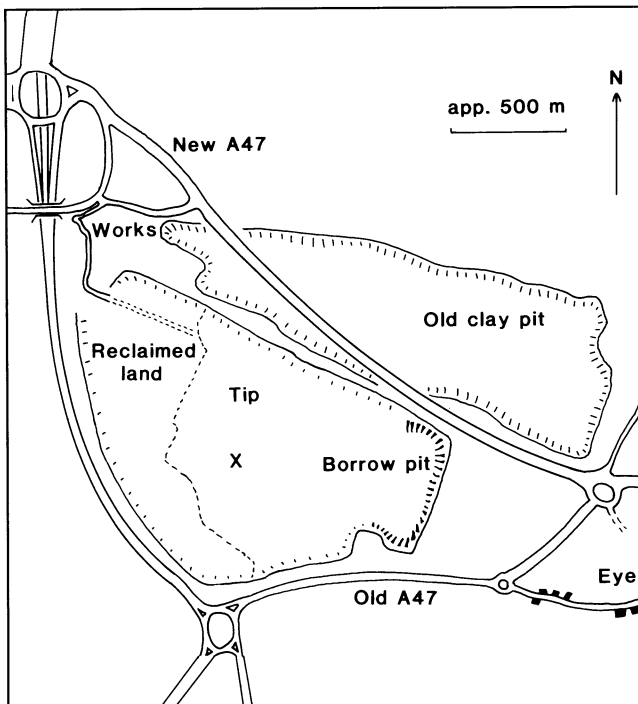 N
app. 500 m
New A47
Works
Old clay pit
Reclaimed
land
Tip
X
Borrow pit
Eye
Old A47